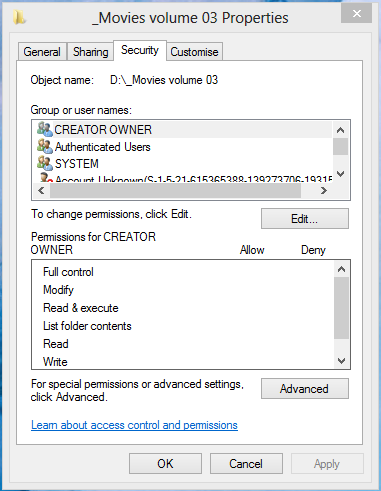 _Movies volume 03 Properties
General Sharing Security Customise
Object name: D:\_Movies volume 03
Group or user names:
CREATOR OWNER
Authenticated Users
SYSTEM
Account Unknown(S-1-5-21-615365388-139273706-19315
To change permissions, click Edit.
Edit...
Permissions for CREATOR
OWNER Allow Deny
Full control
Modify
Read & execute
List folder contents
Read
Write
For special permissions or advanced settings,
click Advanced.
Advanced
Learn about access control and permissions
OK Cancel Apply